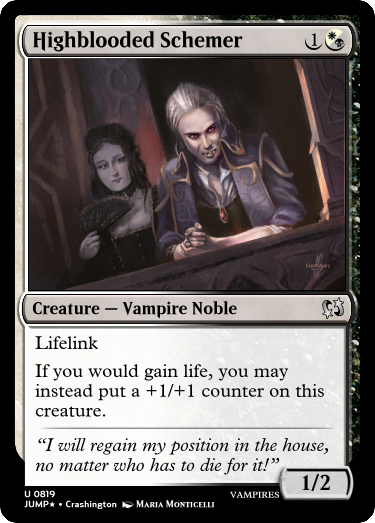 Highblooded Schemer 1
Creature — Vampire Noble
Lifelink
If you would gain life, you may
instead put a +1/+1 counter on this
creature.
“I will regain my position in the house,
no matter who has to die for it!”
1/2
U 0819 VAMPIRES
JUMP★ • Crashington Maria Monticelli